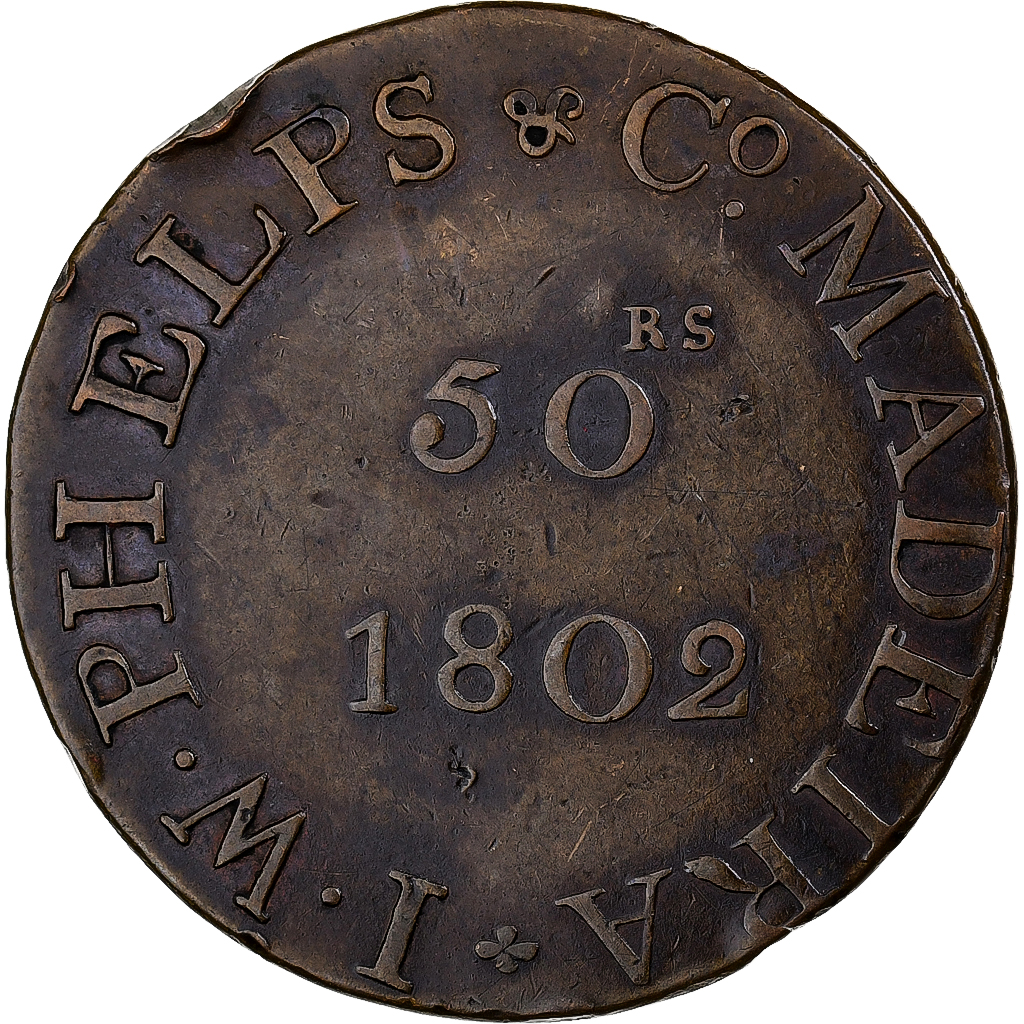 I · W · PHELPS & Co. MADEIRA
50 RS
1802